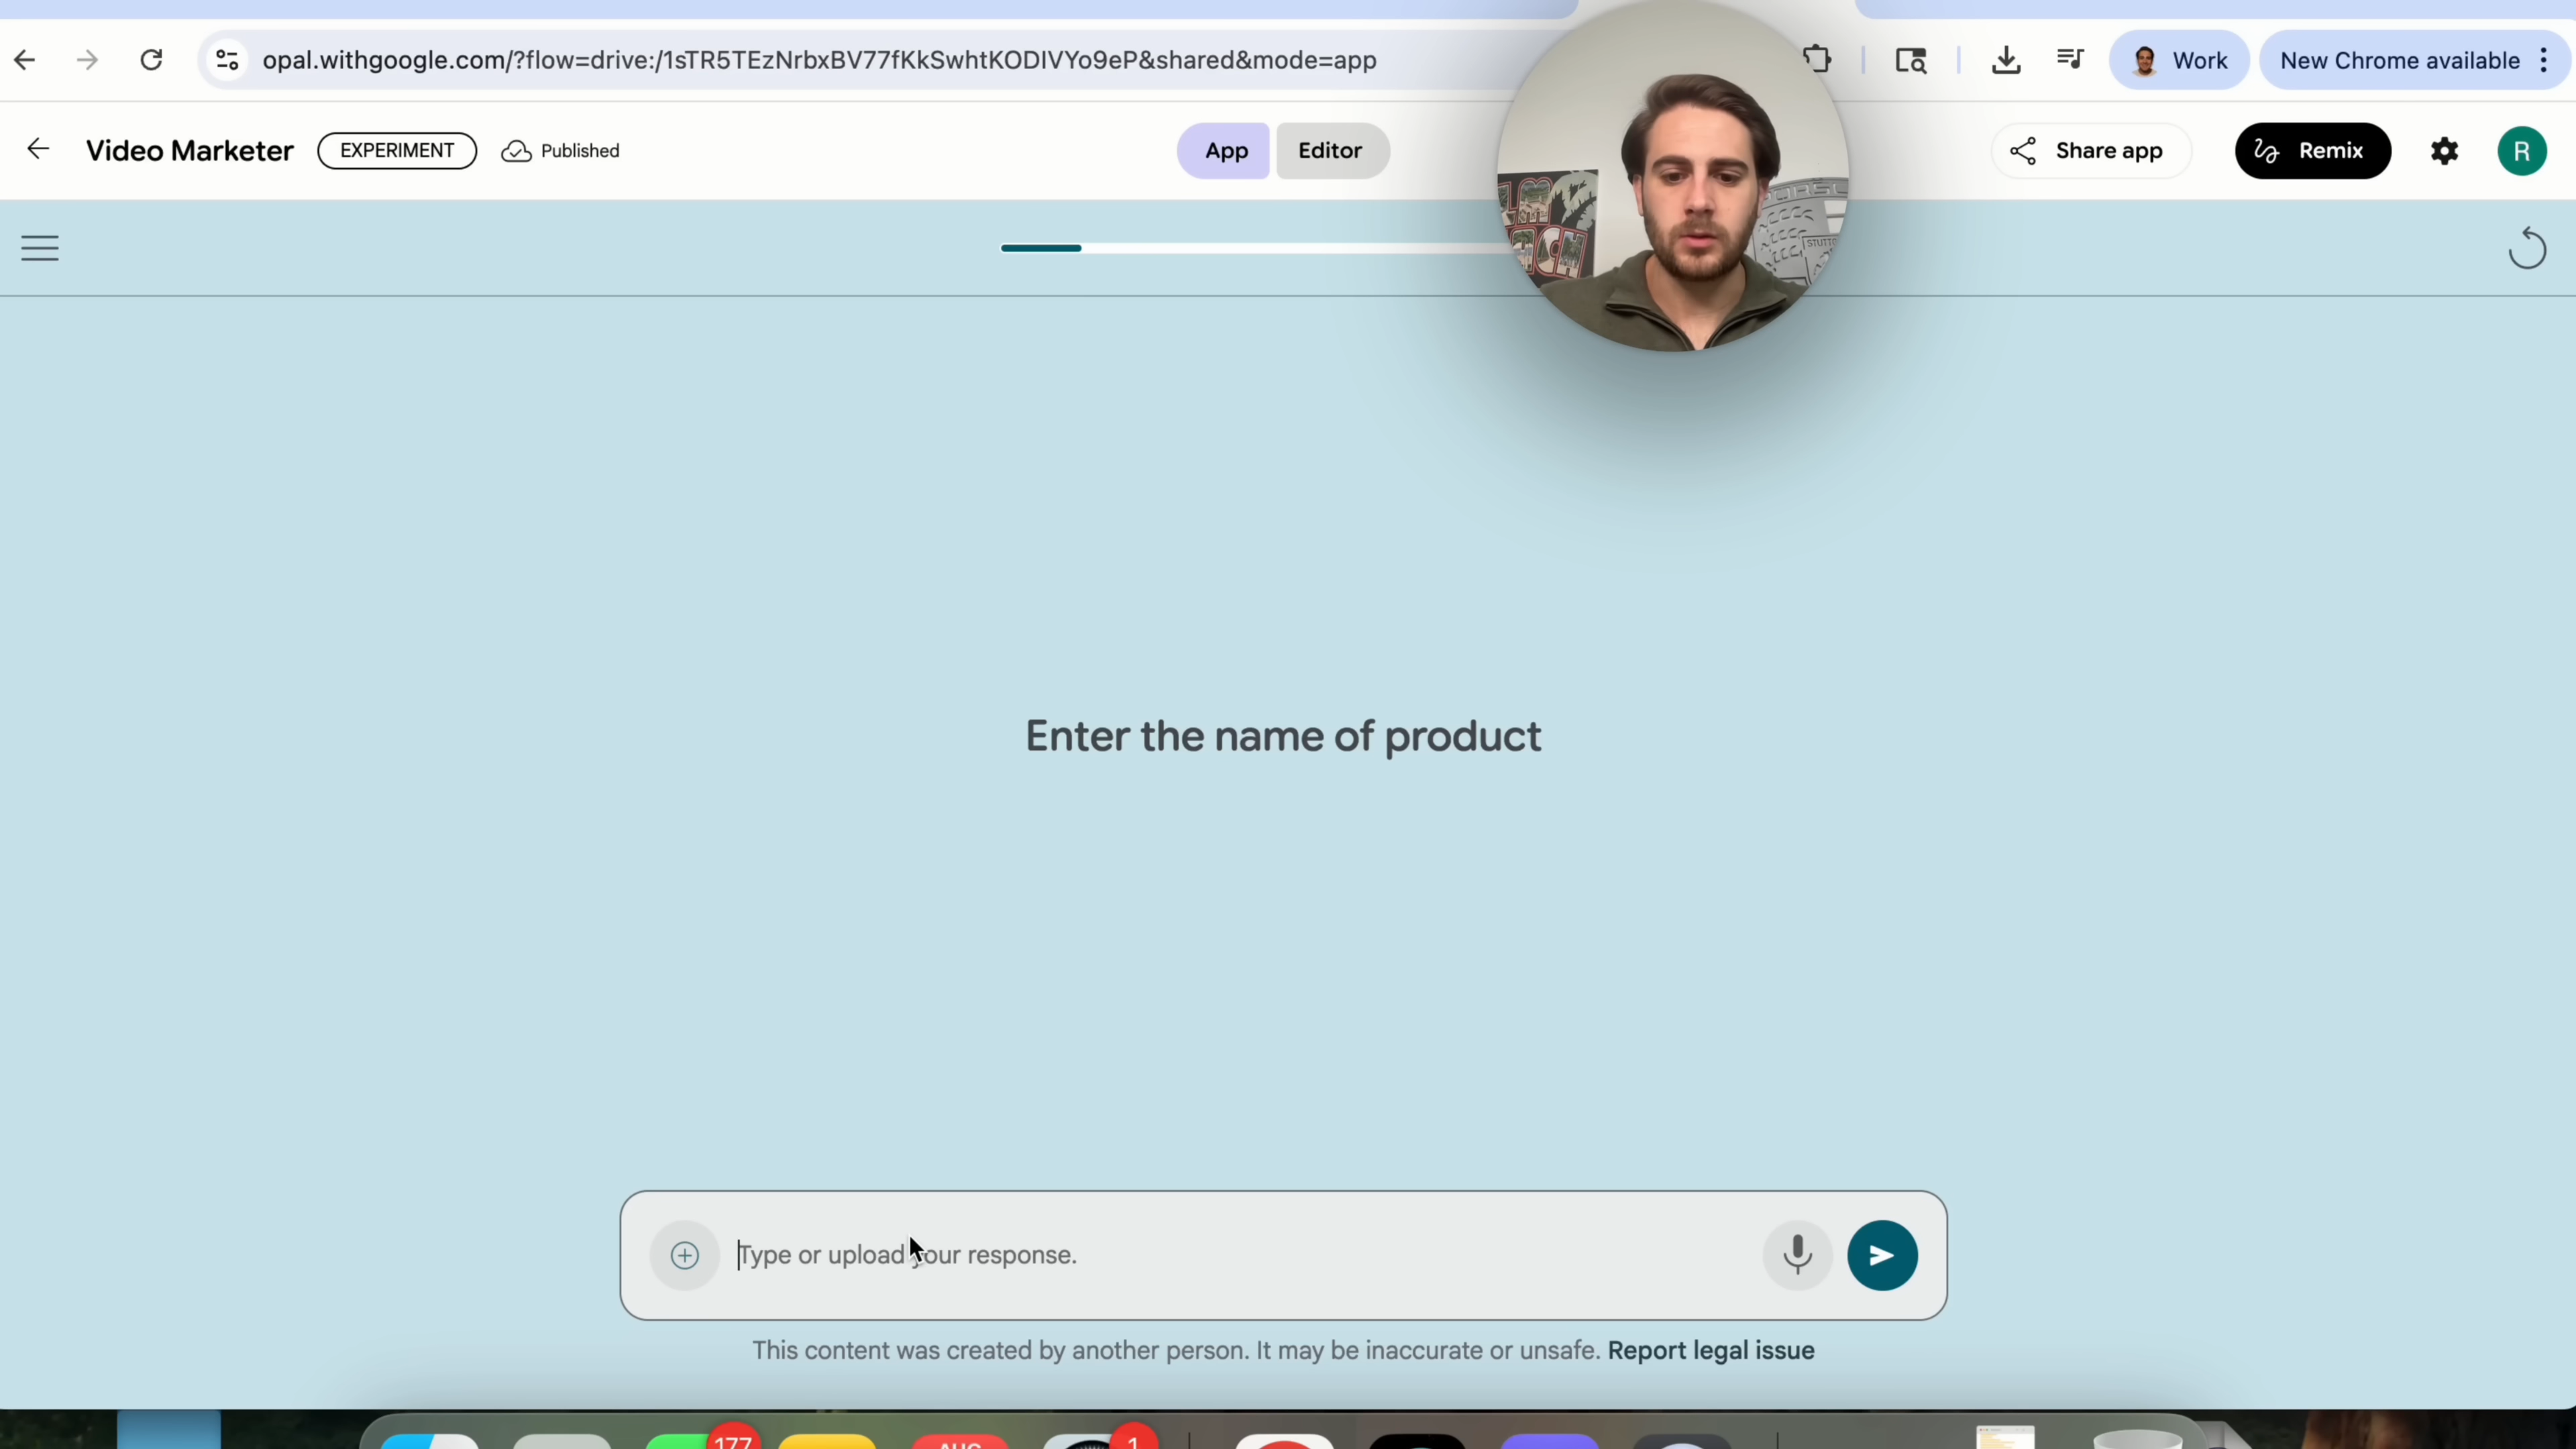 opal.withgoogle.com/?flow=drive:/1sTR5TEzNrbxBV77fKkSwhtKODIVYo9eP&shared&mode=app
Work
New Chrome available
Video Marketer
EXPERIMENT
Published
App
Editor
Share app
Remix
R
Enter the name of product
Type or upload your response.
This content was created by another person. It may be inaccurate or unsafe. Report legal issue
177
1